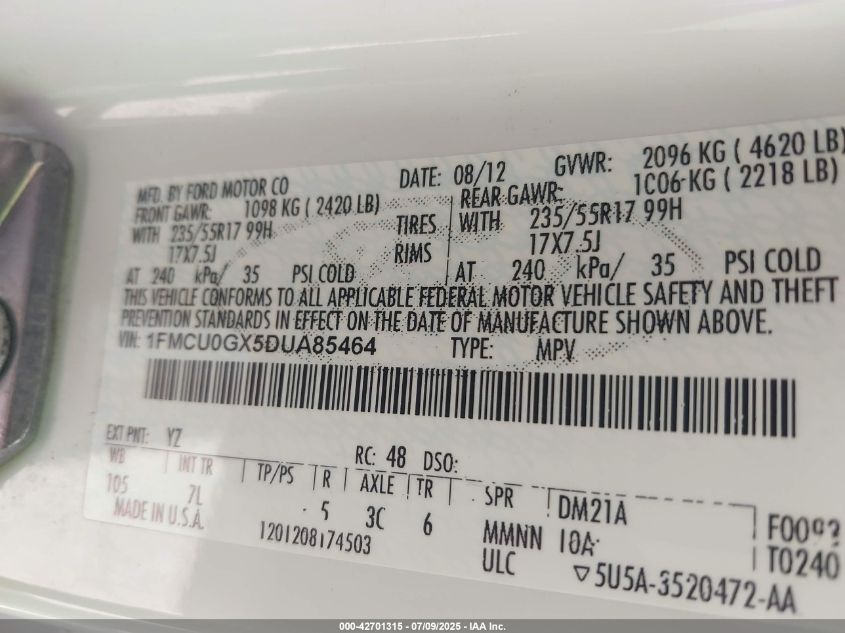 MFD. BY FORD MOTOR CO DATE: 08/12 GVWR: 2096 KG ( 4620 LB)
FRONT GAWR: 1098 KG ( 2420 LB) REAR GAWR: 1C06-KG ( 2218 LB)
WITH 235/55R17 99H TIRES WITH 235/55R17 99H
17X7.5J RIMS 17X7.5J
AT 240 kPa/ 35 PSI COLD AT 240 kPa/ 35 PSI COLD
THIS VEHICLE CONFORMS TO ALL APPLICABLE FEDERAL MOTOR VEHICLE SAFETY AND THEFT
PREVENTION STANDARDS IN EFFECT ON THE DATE OF MANUFACTURE SHOWN ABOVE.
VIN: 1FMCU0GX5DUA85464 TYPE: MPV
EXT PNT: YZ RC: 48 DSO:
WB INT TR TP/PS R AXLE TR SPR DM21A
105 7L 5 3C 6 MMNN 10A
MADE IN U.S.A. 1201208174503 ULC ▽5U5A-3520472-AA
T0240
000-42701315 | 07/09/2025 - IAA Inc.